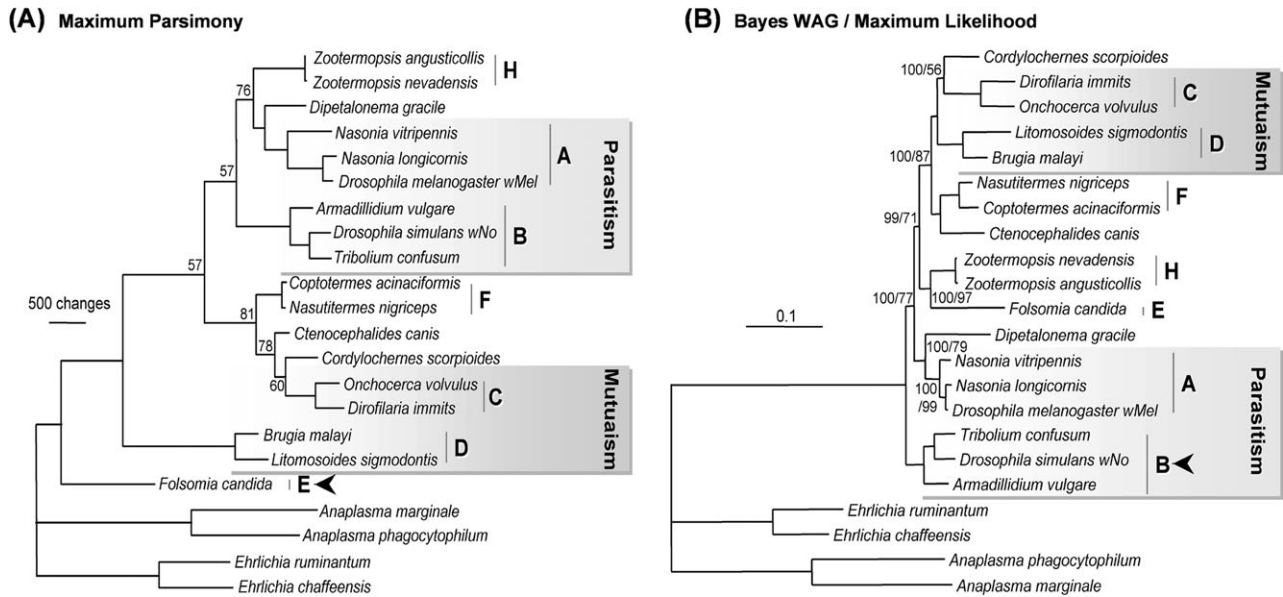 (A) Maximum Parsimony
Zootermopsis angusticollis
Zootermopsis nevadensis
H
76
Dipetalonema gracile
Nasonia vitripennis
Nasonia longicornis
Drosophila melanogaster wMel
A
57
Armadillidium vulgare
Drosophila simulans wNo
Tribolium confusum
B
Parasitism
57
Coptotermes acinaciformis
Nasutitermes nigriceps
F
500 changes
81
Ctenocephalides canis
78
Cordylochernes scorpioides
60
Onchocerca volvulus
Dirofilaria immits
C
Brugia malayi
Litomosoides sigmodontis
D
Mutuaism
Folsomia candida
E
Anaplasma marginale
Anaplasma phagocytophilum
Ehrlichia ruminantum
Ehrlichia chaffeensis
(B) Bayes WAG / Maximum Likelihood
Cordylochernes scorpioides
100/56
Dirofilaria immits
Onchocerca volvulus
C
Litomosoides sigmodontis
Brugia malayi
D
Mutuaism
100/87
Nasutitermes nigriceps
Coptotermes acinaciformis
F
99/71
Ctenocephalides canis
Zootermopsis nevadensis
Zootermopsis angusticollis
H
100/77
100/97
Folsomia candida
E
0.1
Dipetalonema gracile
100/79
Nasonia vitripennis
Nasonia longicornis
100
/99
Drosophila melanogaster wMel
A
Tribolium confusum
Drosophila simulans wNo
Armadillidium vulgare
B
Parasitism
Ehrlichia ruminantum
Ehrlichia chaffeensis
Anaplasma phagocytophilum
Anaplasma marginale